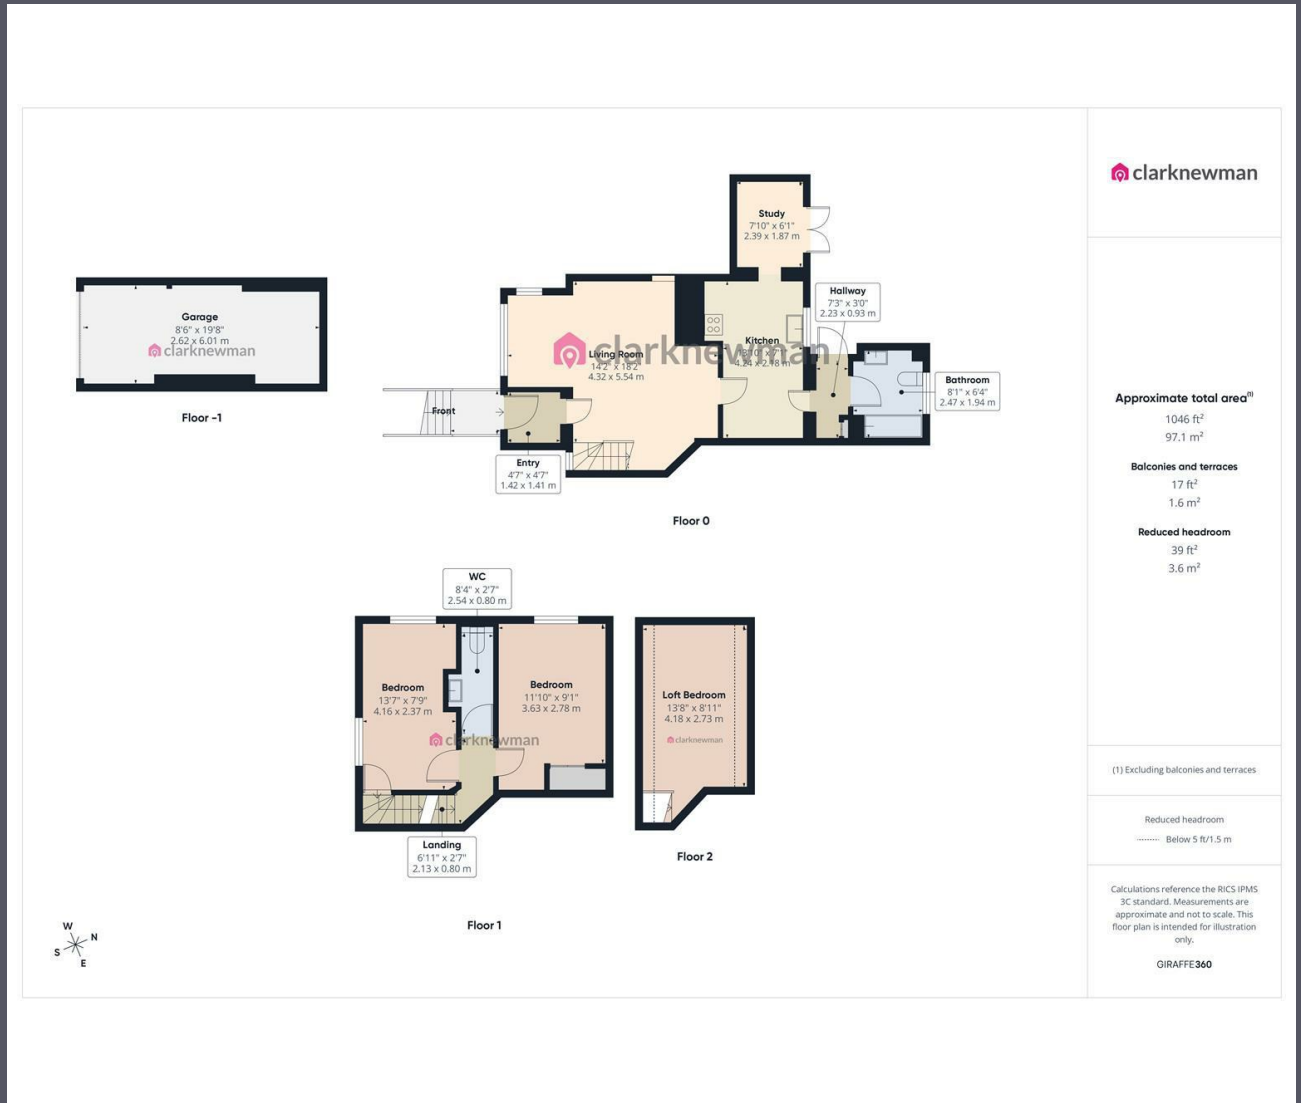 clarknewman
Study
7'10" x 6'1"
2.39 x 1.87 m
Hallway
7'3" x 3'0"
2.23 x 0.93 m
Garage
8'6" x 19'8"
2.62 x 6.01 m
clarknewman
Floor -1
clarknewman
Living Room
14'2" x 18'2"
4.32 x 5.54 m
Kitchen
13'10" x 7'1"
4.24 x 2.18 m
Bathroom
8'1" x 6'4"
2.47 x 1.94 m
Front
Entry
4'7" x 4'7"
1.42 x 1.41 m
Floor 0
WC
8'4" x 2'7"
2.54 x 0.80 m
Bedroom
13'7" x 7'9"
4.16 x 2.37 m
Bedroom
11'10" x 9'1"
3.63 x 2.78 m
clarknewman
Loft Bedroom
13'8" x 8'11"
4.18 x 2.73 m
clarknewman
Landing
6'11" x 2'7"
2.13 x 0.80 m
Floor 2
Floor 1
W
N
S
E
Approximate total area(1)
1046 ft²
97.1 m²
Balconies and terraces
17 ft²
1.6 m²
Reduced headroom
39 ft²
3.6 m²
(1) Excluding balconies and terraces
Reduced headroom
Below 5 ft/1.5 m
Calculations reference the RICS IPMS
3C standard. Measurements are
approximate and not to scale. This
floor plan is intended for illustration
only.
GIRAFFE360